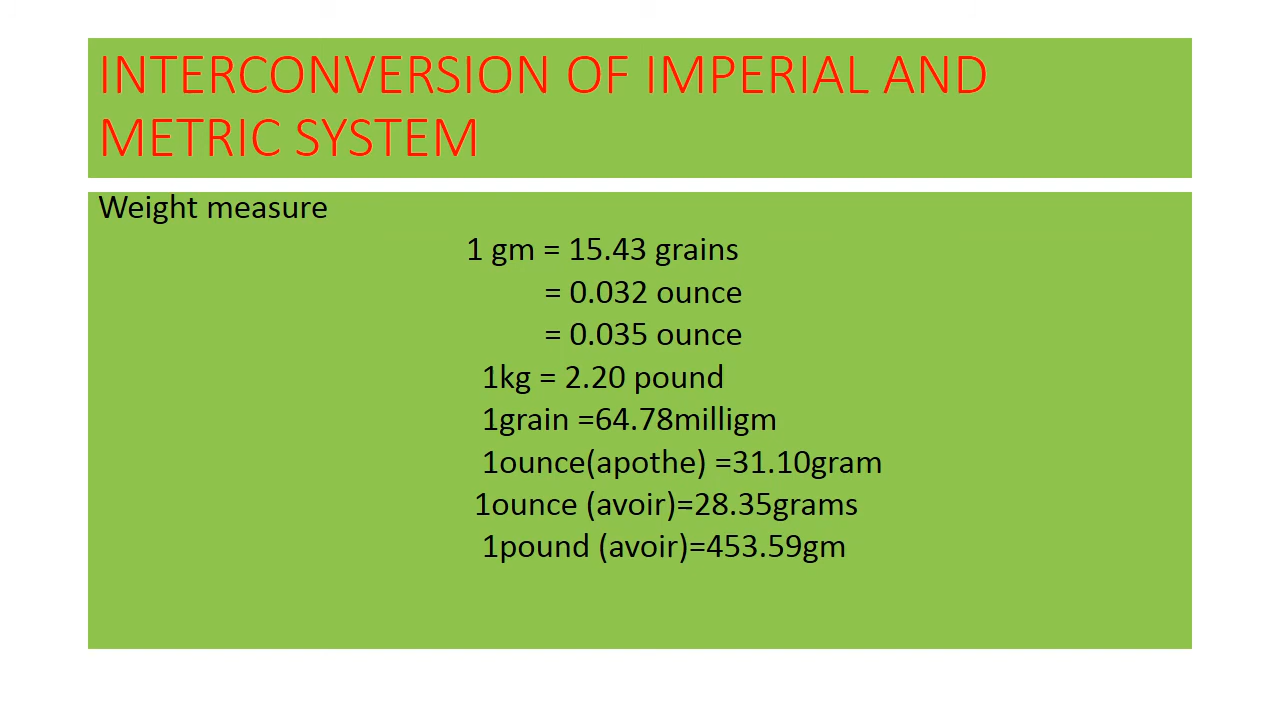 INTERCONVERSION OF IMPERIAL AND
METRIC SYSTEM
Weight measure
1 gm = 15.43 grains
= 0.032 ounce
= 0.035 ounce
1kg = 2.20 pound
1grain =64.78milligm
1ounce(apothe) =31.10gram
1ounce (avoir)=28.35grams
1pound (avoir)=453.59gm